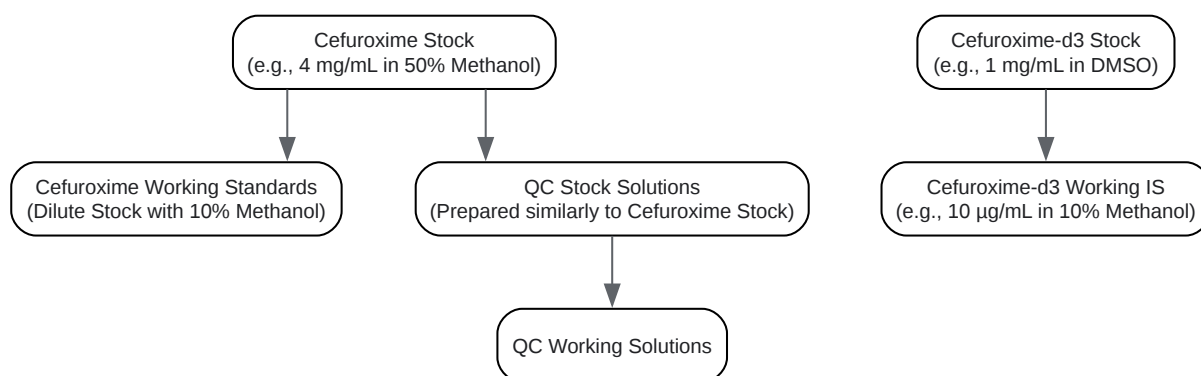 Cefuroxime Stock
(e.g., 4 mg/mL in 50% Methanol)
Cefuroxime-d3 Stock
(e.g., 1 mg/mL in DMSO)
Cefuroxime Working Standards
(Dilute Stock with 10% Methanol)
QC Stock Solutions
(Prepared similarly to Cefuroxime Stock)
Cefuroxime-d3 Working IS
(e.g., 10 µg/mL in 10% Methanol)
QC Working Solutions